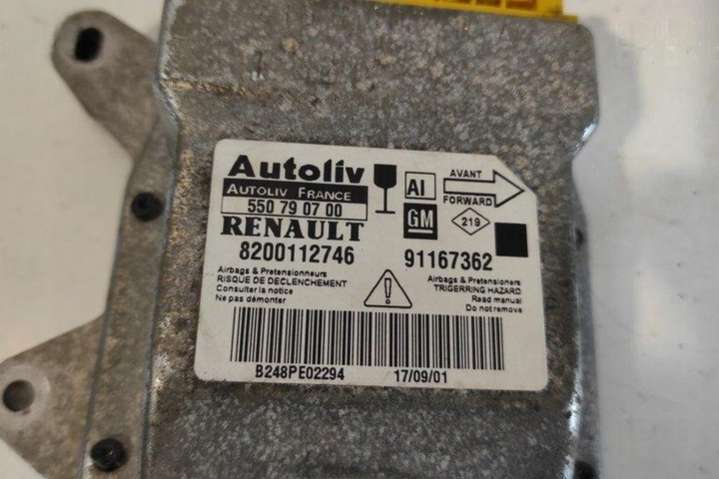 Autoliv
AUTOLIV FRANCE
550 79 07 00
RENAULT
8200112746
Airbags & Pretensionneurs
RISQUE DE DECLENCHEMENT
Consulter la notice
Ne pas démonter
AI
AVANT
FORWARD
GM
219
91167362
Airbags & Pretensioners
TRIGERRING HAZARD
Read manual
Do not remove
B248PE02294
17/09/01